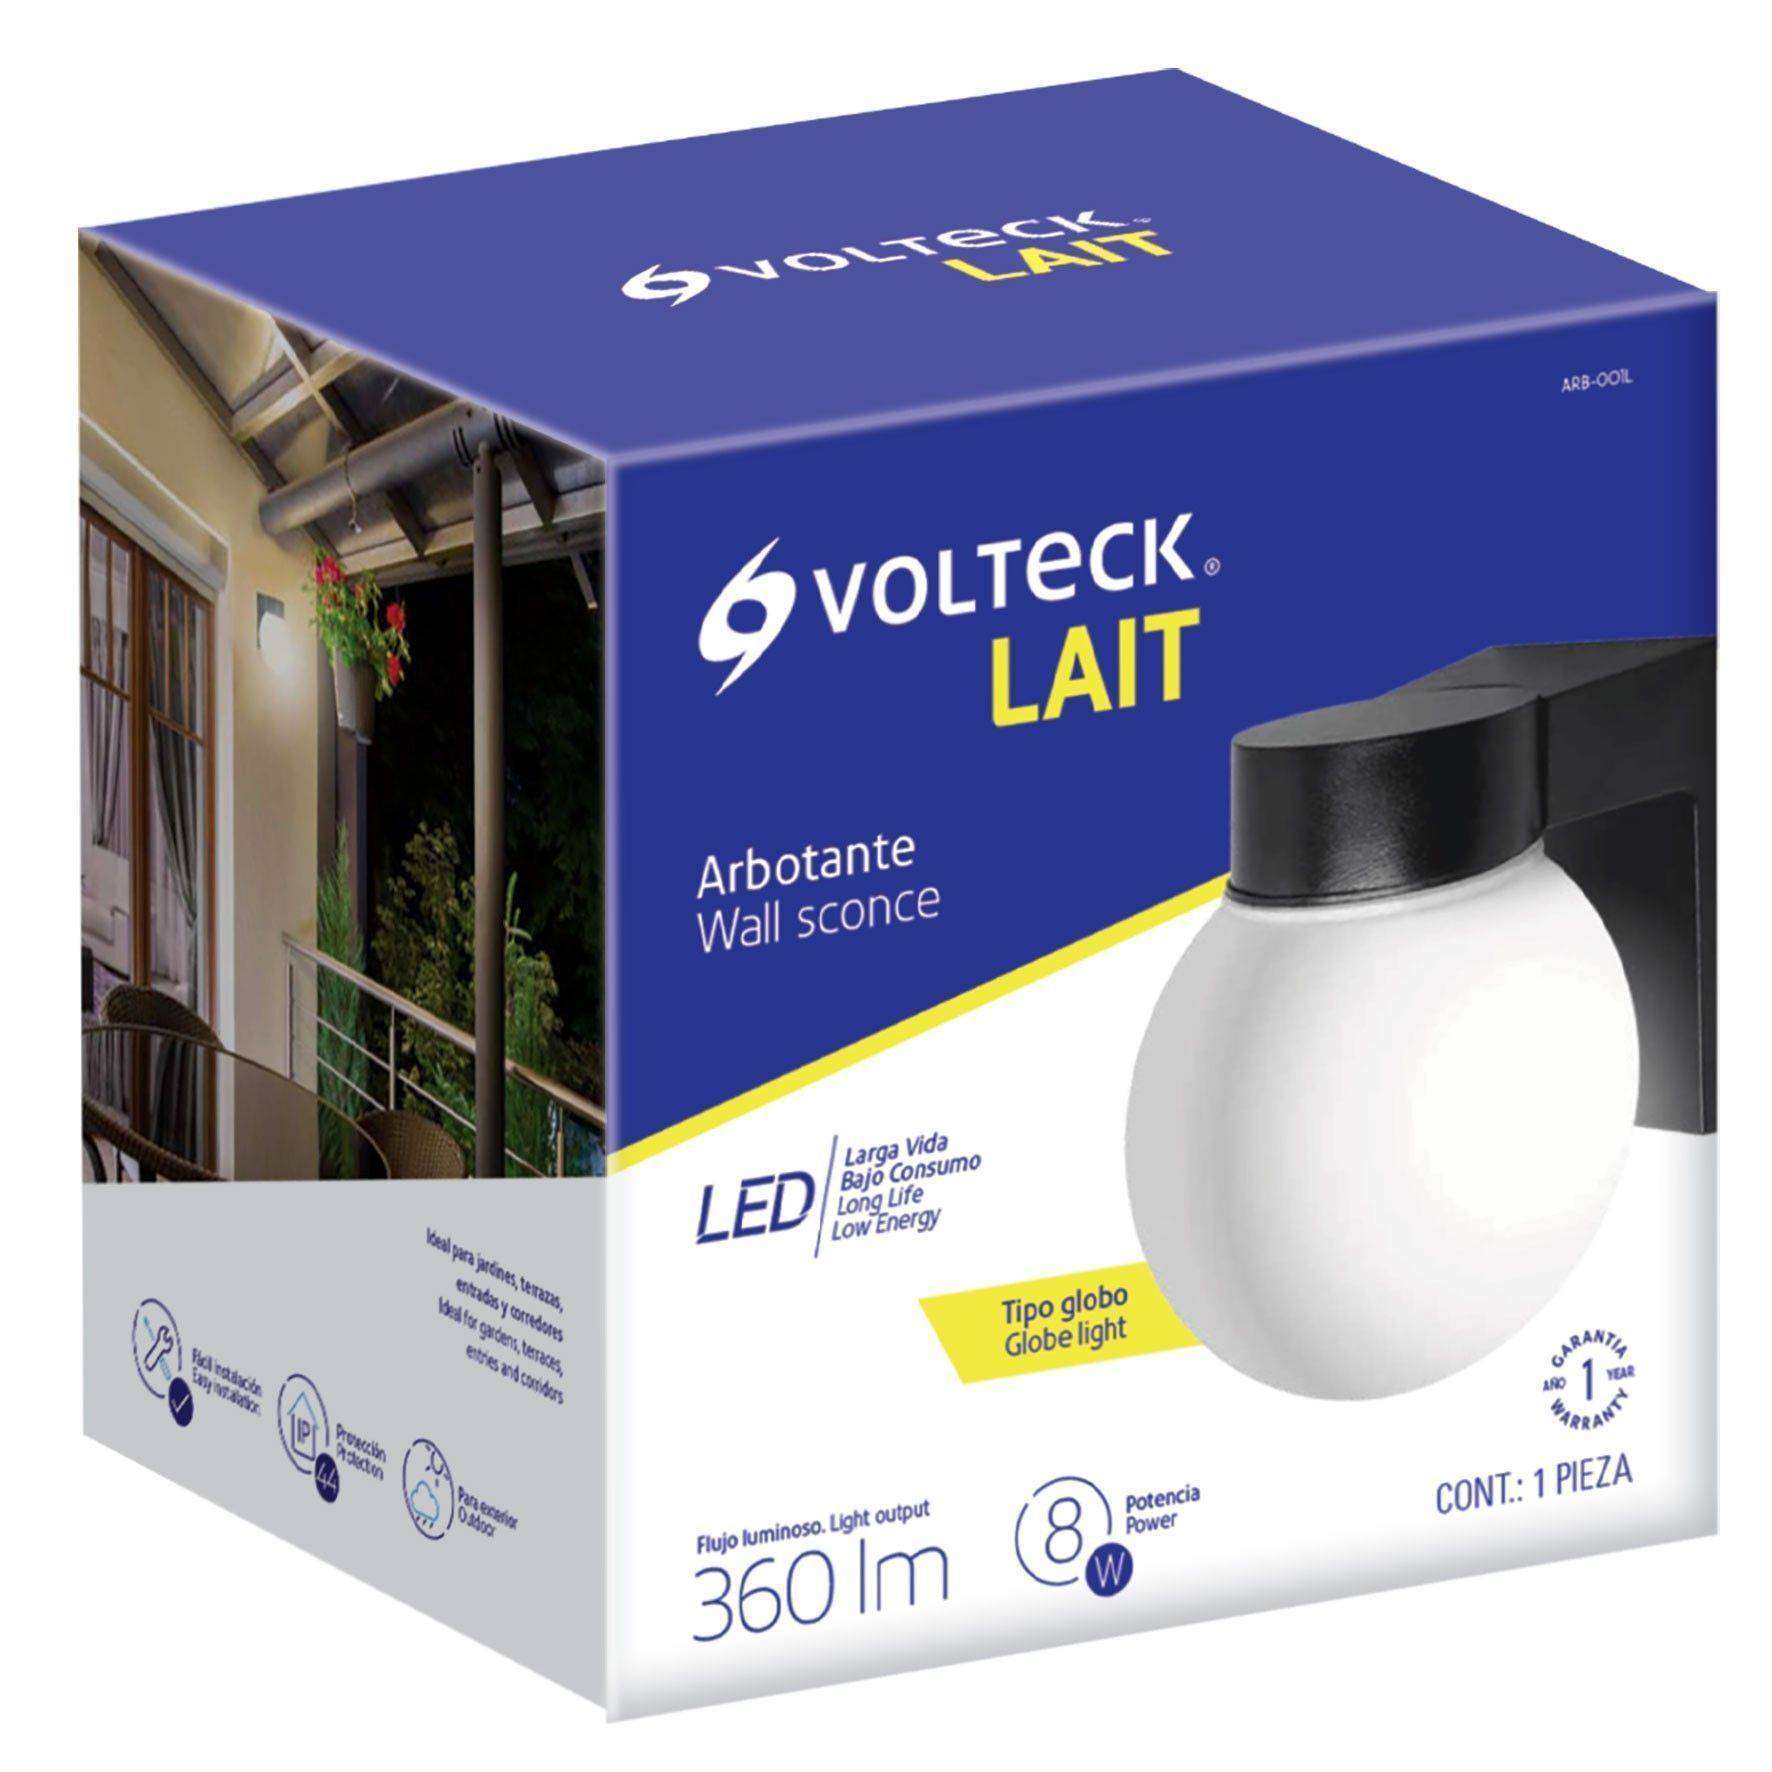 VOLTECK
LAIT
ARB-001L
VOLTECK®
LAIT
Arbotante
Wall sconce
LED
Larga Vida
Bajo Consumo
Long Life
Low Energy
Tipo globo
Globe light
GARANTIA
AÑO 1 YEAR
WARRANTY
CONT.: 1 PIEZA
Flujo luminoso. Light output
360 lm
8 W
Potencia
Power
Ideal para jardines, terrazas,
entradas y corredores
Ideal for gardens, terraces,
entries and corridors
Fácil instalación
Easy installation
IP
44
Protección
Protection
Para exterior
Outdoor